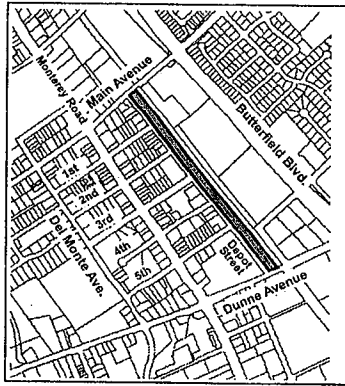 Monterey Road
Main Avenue
Butterfield Blvd.
1st
2nd
3rd
4th
5th
Del Monte Ave.
Depot
Street
Dunne Avenue